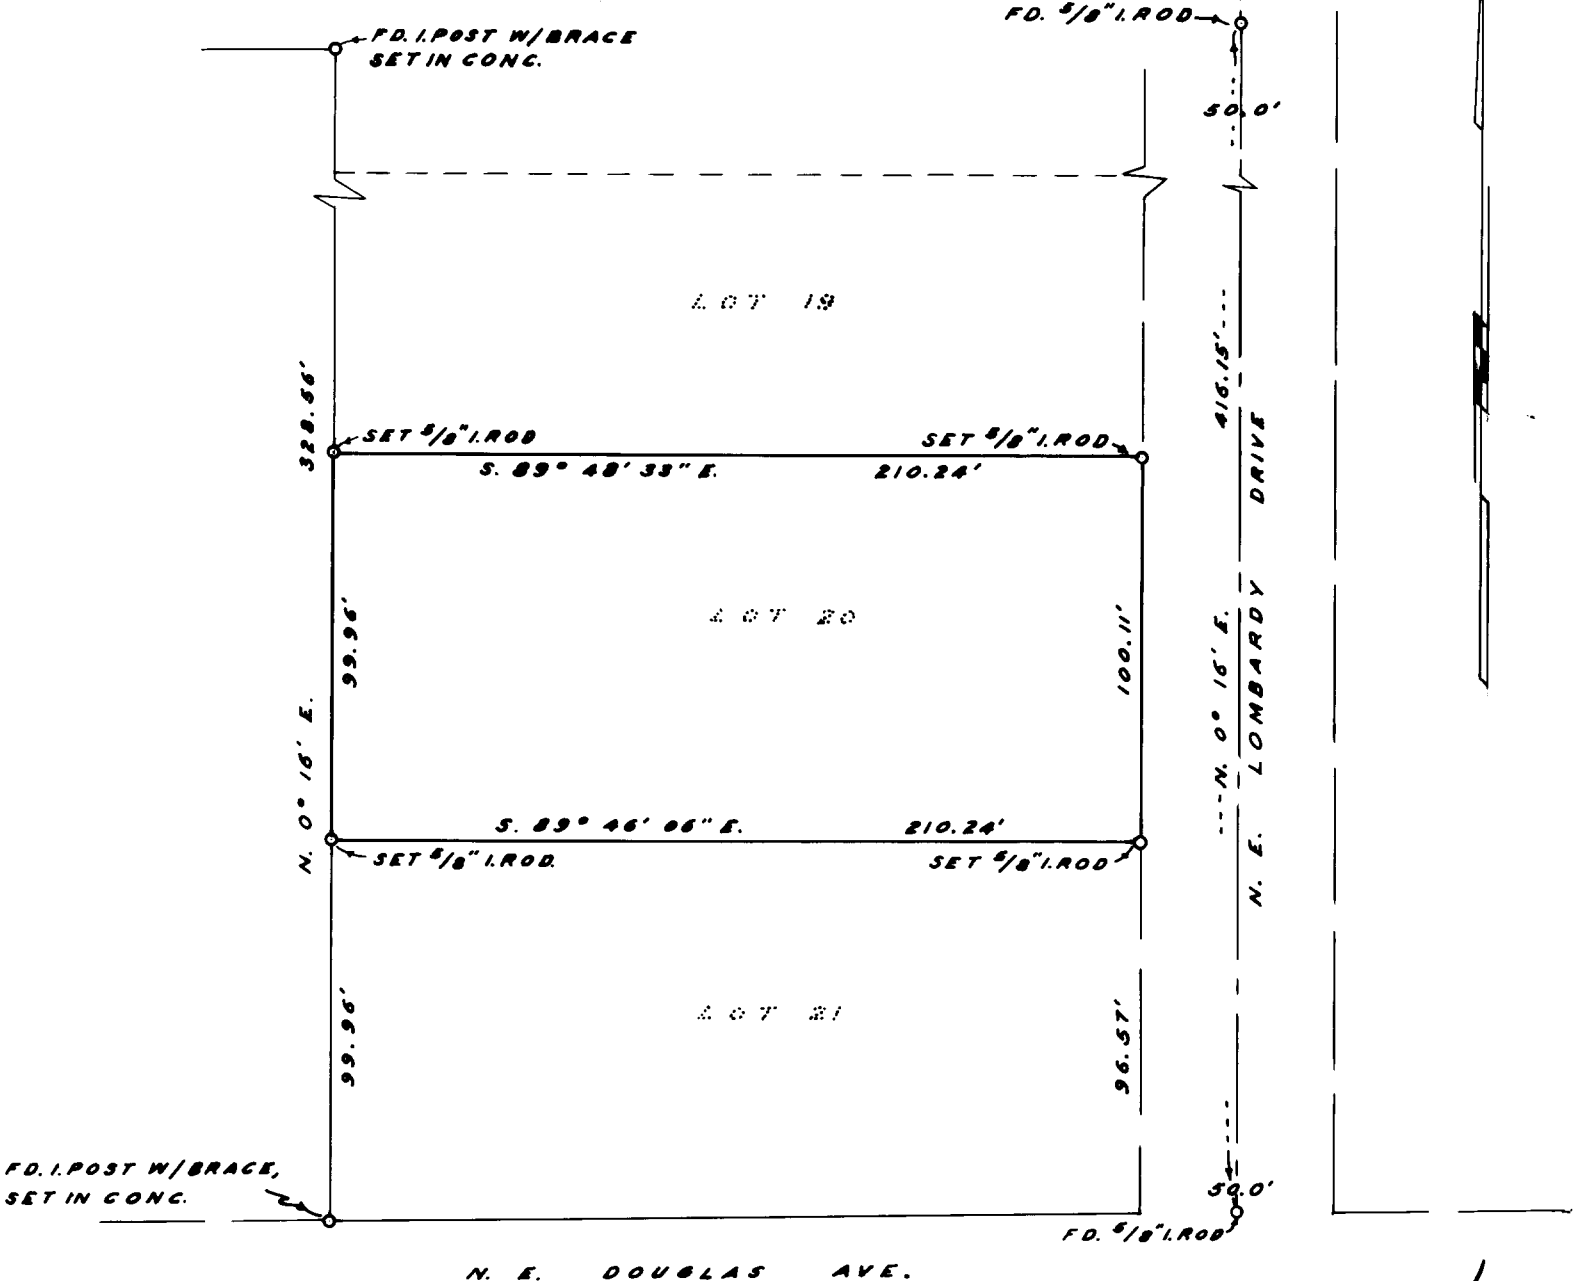 FD. 5/8" I.ROD
FD. I. POST W/BRACE
SET IN CONC.
50.0'
LOT 19
328.56'
416.15'
SET 5/8" I.ROD
SET 5/8" I.ROD
S. 89° 48' 33" E. 210.24'
LOT 20
99.96'
100.11'
N. 0° 16' E.
N. 0° 16' E.
N. E. LOMBARDY DRIVE
S. 89° 46' 06" E. 210.24'
SET 5/8" I.ROD.
SET 5/8" I.ROD
LOT 21
99.96'
96.57'
FD. I. POST W/BRACE,
SET IN CONC.
50.0'
FD. 5/8" I.ROD
N. E. DOUGLAS AVE.